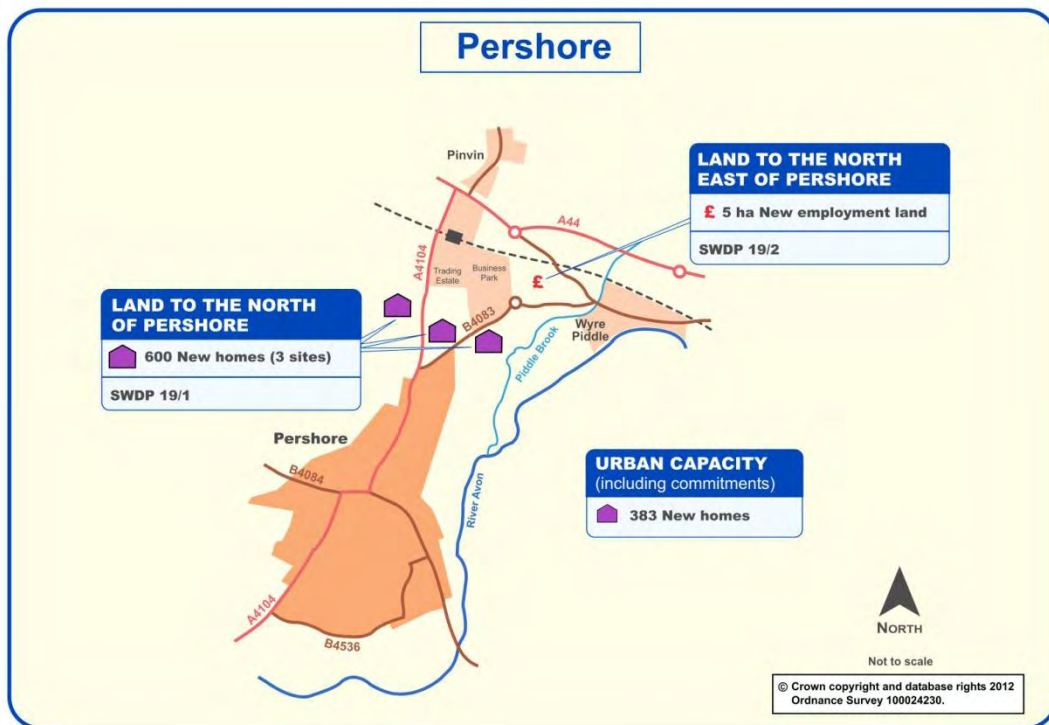 Pershore
Pinvin
LAND TO THE NORTH
EAST OF PERSHORE
£ 5 ha New employment land
SWDP 19/2
A44
A4104
Trading
Estate
Business
Park
£
B4083
LAND TO THE NORTH
OF PERSHORE
600 New homes (3 sites)
SWDP 19/1
Wyre
Piddle
Piddle Brook
Pershore
B4084
River Avon
URBAN CAPACITY
(including commitments)
383 New homes
A4104
B4536
NORTH
Not to scale
© Crown copyright and database rights 2012
Ordnance Survey 100024230.